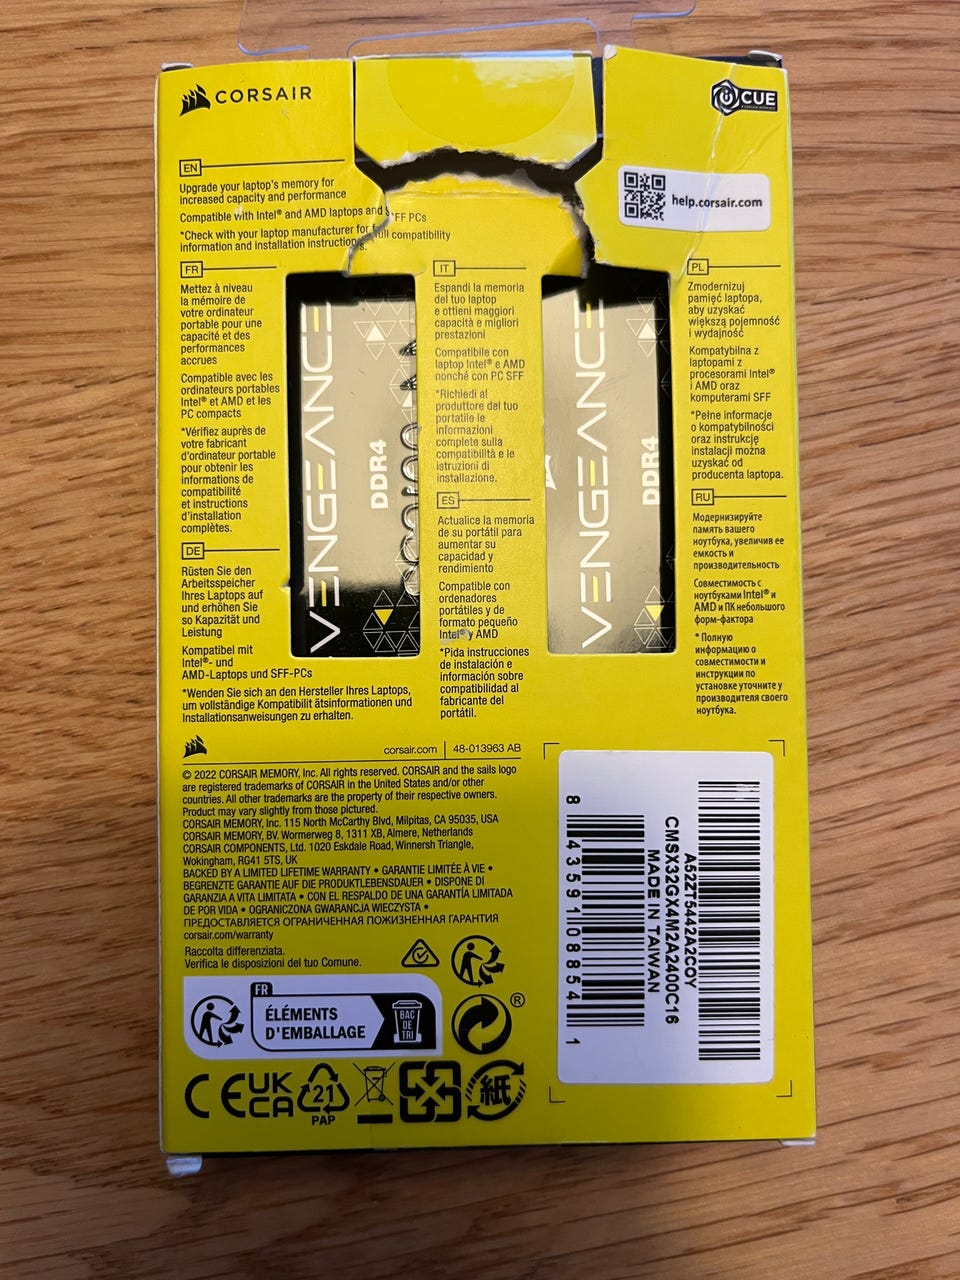 CORSAIR
iCUE
EN
Upgrade your laptop's memory for
increased capacity and performance
Compatible with Intel® and AMD laptops and SFF PCs
*Check with your laptop manufacturer for full compatibility
information and installation instructions.
help.corsair.com
FR
Mettez à niveau
la mémoire de
votre ordinateur
portable pour une
capacité et des
performances
accrues
Compatible avec les
ordinateurs portables
Intel® et AMD et les
PC compacts
*Vérifiez auprès de
votre fabricant
d'ordinateur portable
pour obtenir les
informations de
compatibilité
et instructions
d'installation
complètes.
DE
Rüsten Sie den
Arbeitsspeicher
Ihres Laptops auf
und erhöhen Sie
so Kapazität und
Leistung
Kompatibel mit
Intel®- und
AMD-Laptops und SFF-PCs
*Wenden Sie sich an den Hersteller Ihres Laptops,
um vollständige Kompatibilit ätsinformationen und
Installationsanweisungen zu erhalten.
VENGEANCE
DDR4
IT
Espandi la memoria
del tuo laptop
e ottieni maggiori
capacità e migliori
prestazioni
Compatibile con
laptop Intel® e AMD
nonché con PC SFF
*Richiedi al
produttore del tuo
portatile le
informazioni
complete sulla
compatibilità e le
istruzioni di
installazione.
ES
Actualice la memoria
de su portátil para
aumentar su
capacidad y
rendimiento
Compatible con
ordenadores
portátiles y de
formato pequeño
Intel® y AMD
*Pida instrucciones
de instalación e
información sobre
compatibilidad al
fabricante del
portátil.
VENGEANCE
DDR4
PL
Zmodernizuj
pamięć laptopa,
aby uzyskać
większą pojemność
i wydajność
Kompatybilna z
laptopami z
procesorami Intel®
i AMD oraz
komputerami SFF
*Pełne informacje
o kompatybilności
oraz instrukcję
instalacji można
uzyskać od
producenta laptopa.
RU
Модернизируйте
память вашего
ноутбука, увеличив ее
емкость и
производительность
Совместимость с
ноутбуками Intel® и
AMD и ПК небольшого
форм-фактора
* Полную
информацию о
совместимости и
инструкции по
установке уточните у
производителя своего
ноутбука.
corsair.com | 48-013963 AB
© 2022 CORSAIR MEMORY, Inc. All rights reserved. CORSAIR and the sails logo
are registered trademarks of CORSAIR in the United States and/or other
countries. All other trademarks are the property of their respective owners.
Product may vary slightly from those pictured.
CORSAIR MEMORY, Inc. 115 North McCarthy Blvd, Milpitas, CA 95035, USA
CORSAIR MEMORY, BV. Wormerweg 8, 1311 XB, Almere, Netherlands
CORSAIR COMPONENTS, Ltd. 1020 Eskdale Road, Winnersh Triangle,
Wokingham, RG41 5TS, UK
BACKED BY A LIMITED LIFETIME WARRANTY • GARANTIE LIMITÉE À VIE •
BEGRENZTE GARANTIE AUF DIE PRODUKTLEBENSDAUER • DISPONE DI
GARANZIA A VITA LIMITATA • CON EL RESPALDO DE UNA GARANTÍA LIMITADA
DE POR VIDA • OGRANICZONA GWARANCJA WIECZYSTA •
ПРЕДОСТАВЛЯЕТСЯ ОГРАНИЧЕННАЯ ПОЖИЗНЕННАЯ ГАРАНТИЯ
corsair.com/warranty
Raccolta differenziata.
Verifica le disposizioni del tuo Comune.
FR
ÉLÉMENTS
D'EMBALLAGE
BAC
DE
TRI
®
CE
UK
CA
21
PAP
紙
A522T5442A2COY
CMSX32GX4M2A2400C16
MADE IN TAIWAN
8 43591 08854 1